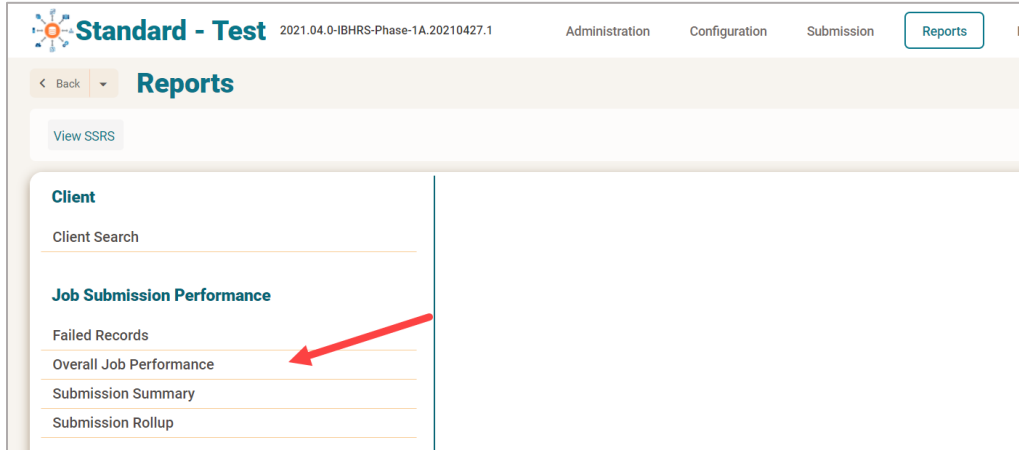 Standard - Test 2021.04.0-IBHRS-Phase-1A.20210427.1 Administration Configuration Submission Reports
Back Reports
View SSRS
Client
Client Search
Job Submission Performance
Failed Records
Overall Job Performance
Submission Summary
Submission Rollup